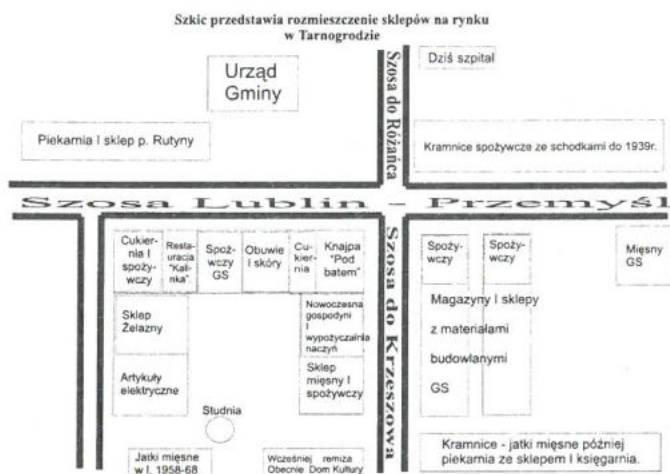 Szkic przedstawia rozmieszczenie sklepów na rynku
w Tarnogrodzie
Urząd
Gminy
Szosa do Różańca
Dziś szpital
Piekarnia I sklep p. Rutyny
Kramnice spożywcze ze schodkami do 1939r.
Szosa Lublin - Przemyśl
Cukier-
nia I
spoży-
wczy
Resta-
uracja
"Kali-
nka".
Spoż-
wczy
GS
Obuwie
I skóry
Cu-
kier-
nia
Knajpa
"Pod
batem"
Szosa do Krzeszowa
Spoży-
wczy
Spoży-
wczy
Mięsny
GS
Sklep
Żelazny
Nowoczesna
gospodyni
I
wypożyczalnia
naczyń
Magazyny I sklepy
z materiałami
budowlanymi
GS
Artykuły
elektryczne
Sklep
mięsny I
spożywczy
Studnia
Jatki mięsne
w l. 1958-68
Wcześniej remiza
Obecnie Dom Kultury
Kramnice - jatki mięsne później
piekarnia ze sklepem I księgarnia.